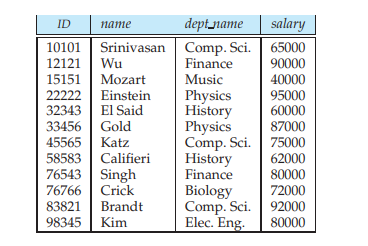 ID name dept_name salary
10101 Srinivasan Comp. Sci. 65000
12121 Wu Finance 90000
15151 Mozart Music 40000
22222 Einstein Physics 95000
32343 El Said History 60000
33456 Gold Physics 87000
45565 Katz Comp. Sci. 75000
58583 Califieri History 62000
76543 Singh Finance 80000
76766 Crick Biology 72000
83821 Brandt Comp. Sci. 92000
98345 Kim Elec. Eng. 80000